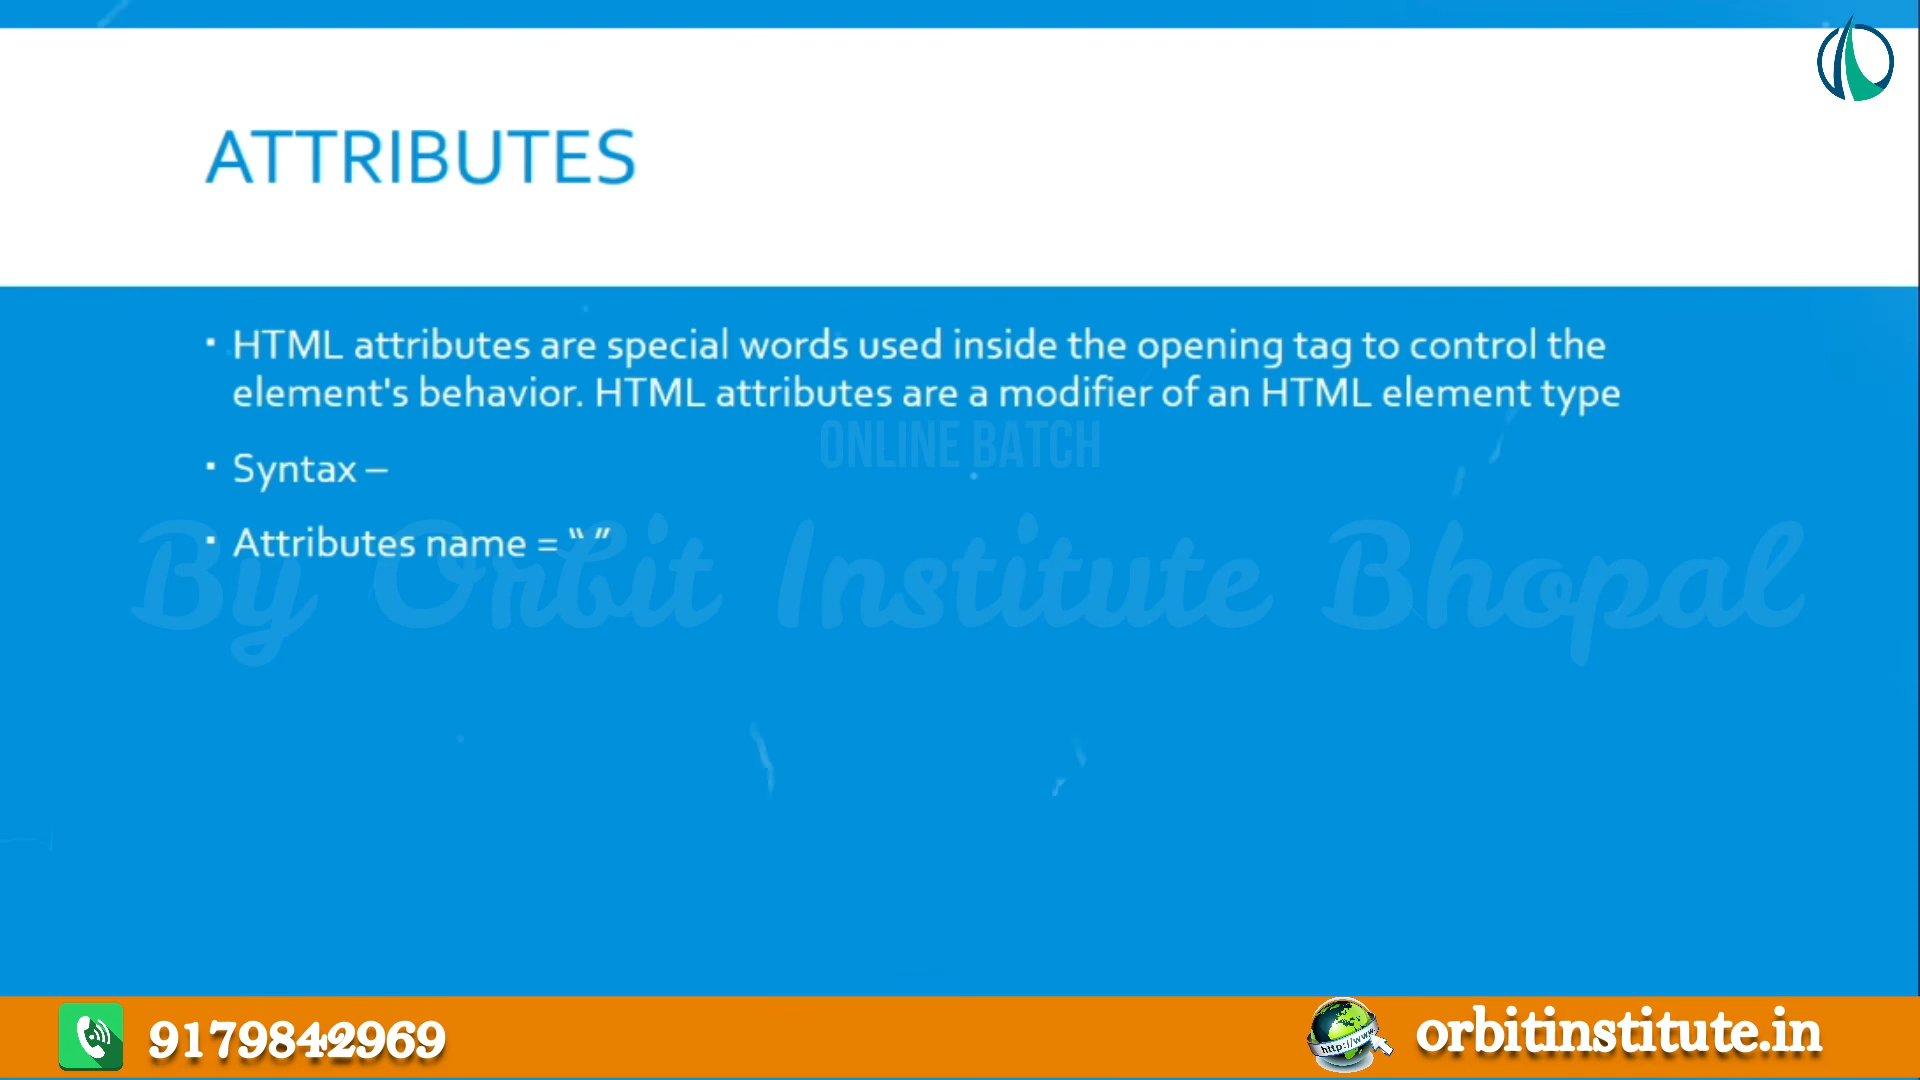 ATTRIBUTES
▪ HTML attributes are special words used inside the opening tag to control the
element's behavior. HTML attributes are a modifier of an HTML element type
ONLINE BATCH
▪ Syntax –
▪ Attributes name = “ ”
By Orbit Institute Bhopal
9179842969
http://www.
orbitinstitute.in